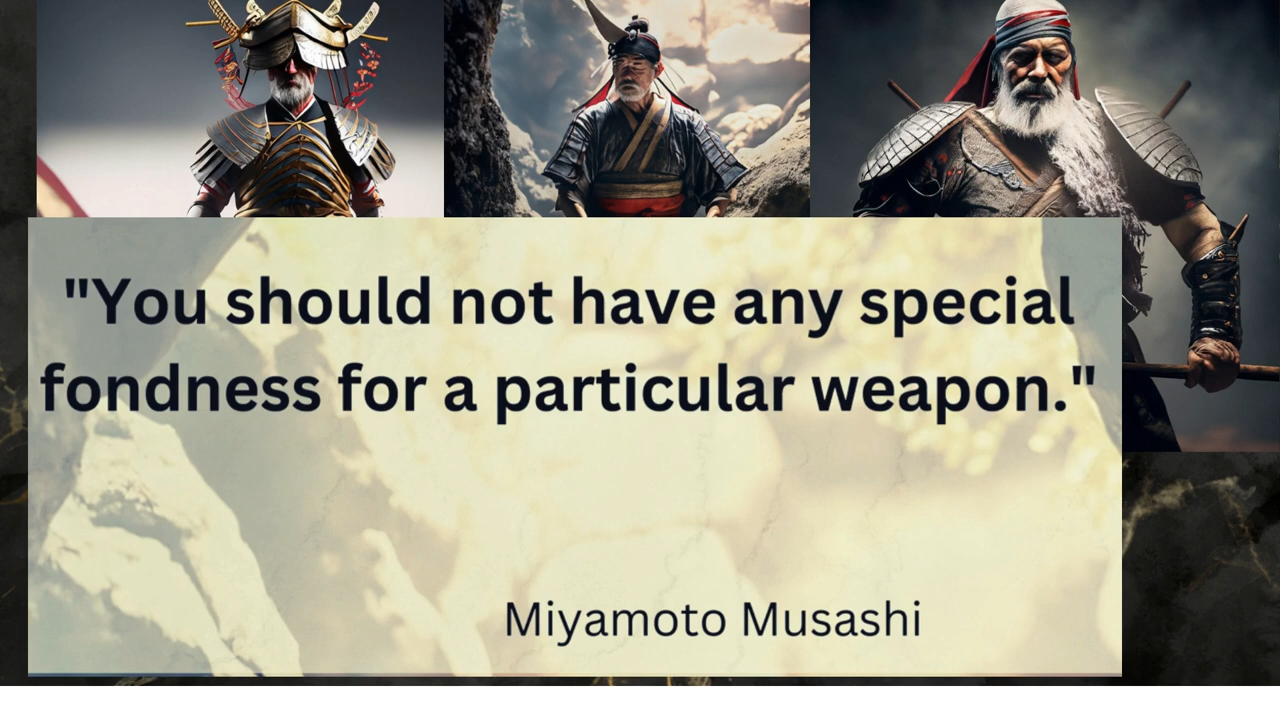 "You should not have any special
fondness for a particular weapon."
Miyamoto Musashi